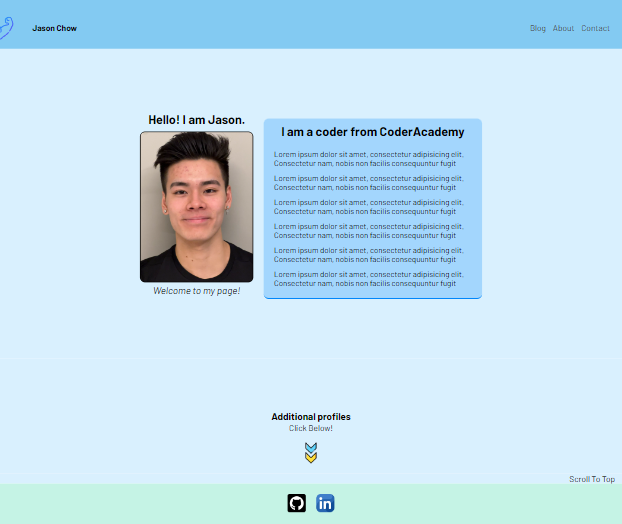 Jason Chow
Blog About Contact
Hello! I am Jason.
Welcome to my page!
I am a coder from CoderAcademy
Lorem ipsum dolor sit amet, consectetur adipisicing elit.
Consectetur nam, nobis non facilis consequuntur fugit
Lorem ipsum dolor sit amet, consectetur adipisicing elit.
Consectetur nam, nobis non facilis consequuntur fugit
Lorem ipsum dolor sit amet, consectetur adipisicing elit.
Consectetur nam, nobis non facilis consequuntur fugit
Lorem ipsum dolor sit amet, consectetur adipisicing elit.
Consectetur nam, nobis non facilis consequuntur fugit
Lorem ipsum dolor sit amet, consectetur adipisicing elit.
Consectetur nam, nobis non facilis consequuntur fugit
Lorem ipsum dolor sit amet, consectetur adipisicing elit.
Consectetur nam, nobis non facilis consequuntur fugit
Additional profiles
Click Below!
Scroll To Top
in